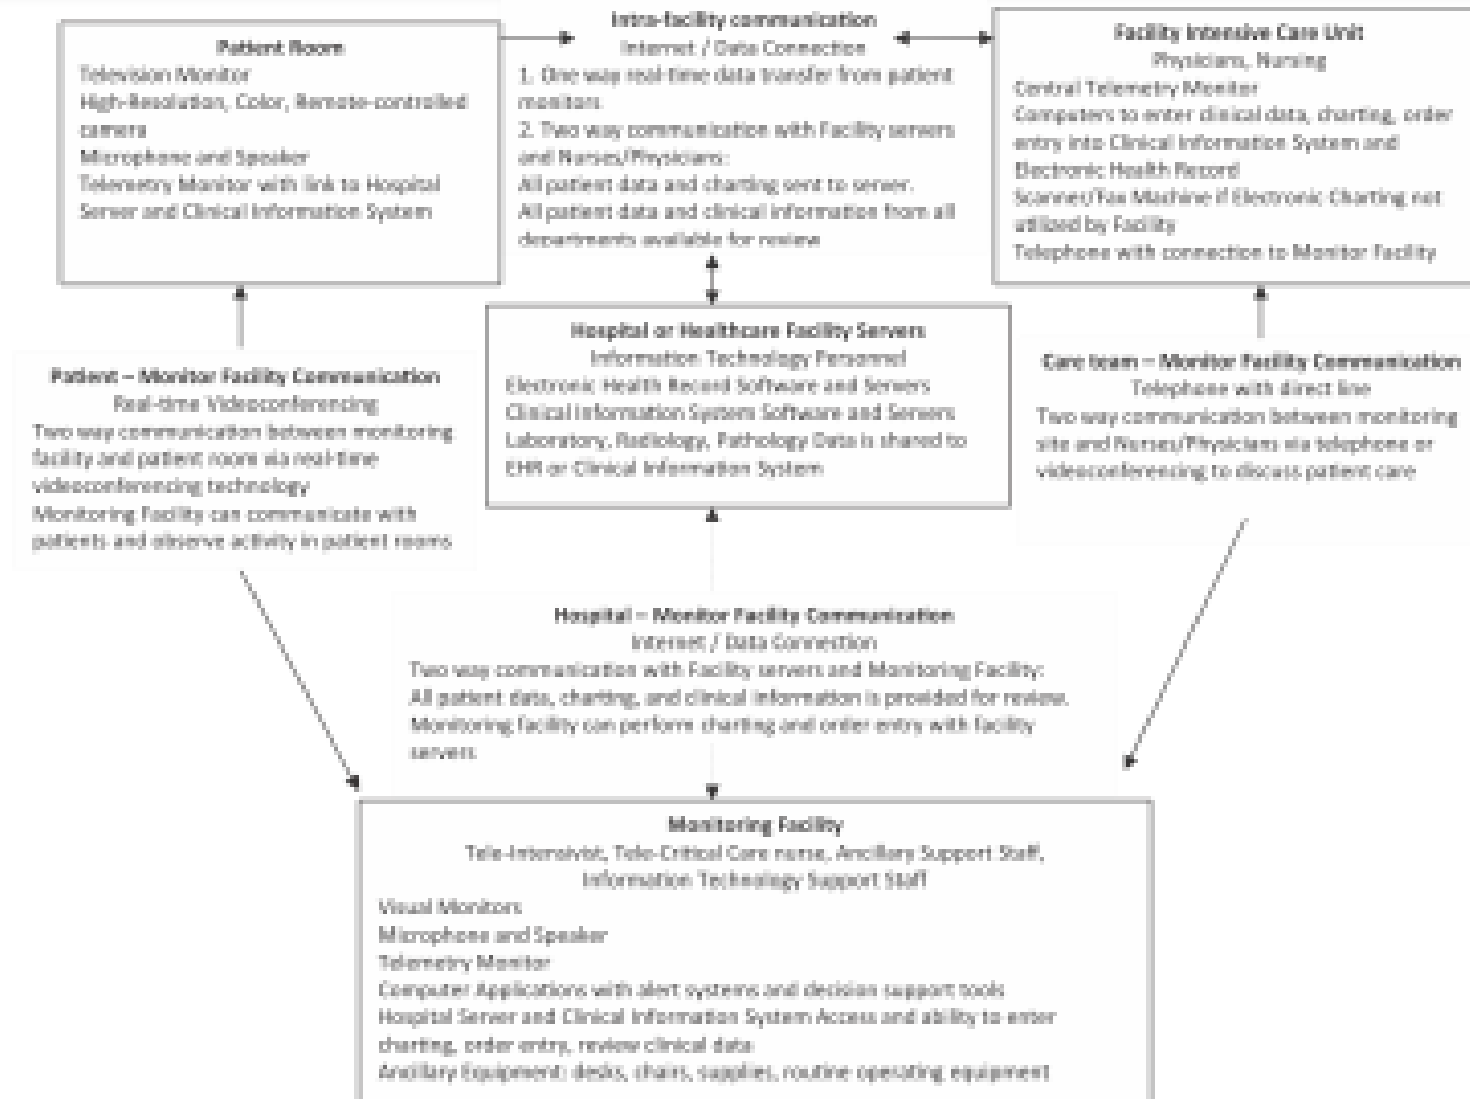 Patient Room
Television Monitor
High-Resolution, Color, Remote-controlled
camera
Microphone and Speaker
Telemetry Monitor with link to Hospital
Server and Clinical Information System
Intra-facility communication
Internet / Data Connection
1. One way real-time data transfer from patient
monitors
2. Two way communication with Facility servers
and Nurses/Physicians:
All patient data and charting sent to server.
All patient data and clinical information from all
departments available for review
Facility Intensive Care Unit
Physicians, Nursing
Central Telemetry Monitor
Computers to enter clinical data, charting, order
entry into Clinical Information System and
Electronic Health Record
Scanner/Fax Machine if Electronic Charting not
utilized by Facility
Telephone with connection to Monitor Facility
Hospital or Healthcare Facility Servers
Information Technology Personnel
Electronic Health Record Software and Servers
Clinical Information System Software and Servers
Laboratory, Radiology, Pathology Data is shared to
EHR or Clinical Information System
Patient – Monitor Facility Communication
Real-time Videoconferencing
Two way communication between monitoring
facility and patient room via real-time
videoconferencing technology
Monitoring Facility can communicate with
patients and observe activity in patient rooms
Care team – Monitor Facility Communication
Telephone with direct line
Two way communication between monitoring
site and Nurses/Physicians via telephone or
videoconferencing to discuss patient care
Hospital – Monitor Facility Communication
Internet / Data Connection
Two way communication with Facility servers and Monitoring Facility:
All patient data, charting, and clinical information is provided for review.
Monitoring facility can perform charting and order entry with facility
servers
Monitoring Facility
Tele-Intensivist, Tele-Critical Care nurse, Ancillary Support Staff,
Information Technology Support Staff
Visual Monitors
Microphone and Speaker
Telemetry Monitor
Computer Applications with alert systems and decision support tools
Hospital Server and Clinical Information System Access and ability to enter
charting, order entry, review clinical data
Ancillary Equipment: desks, chairs, supplies, routine operating equipment